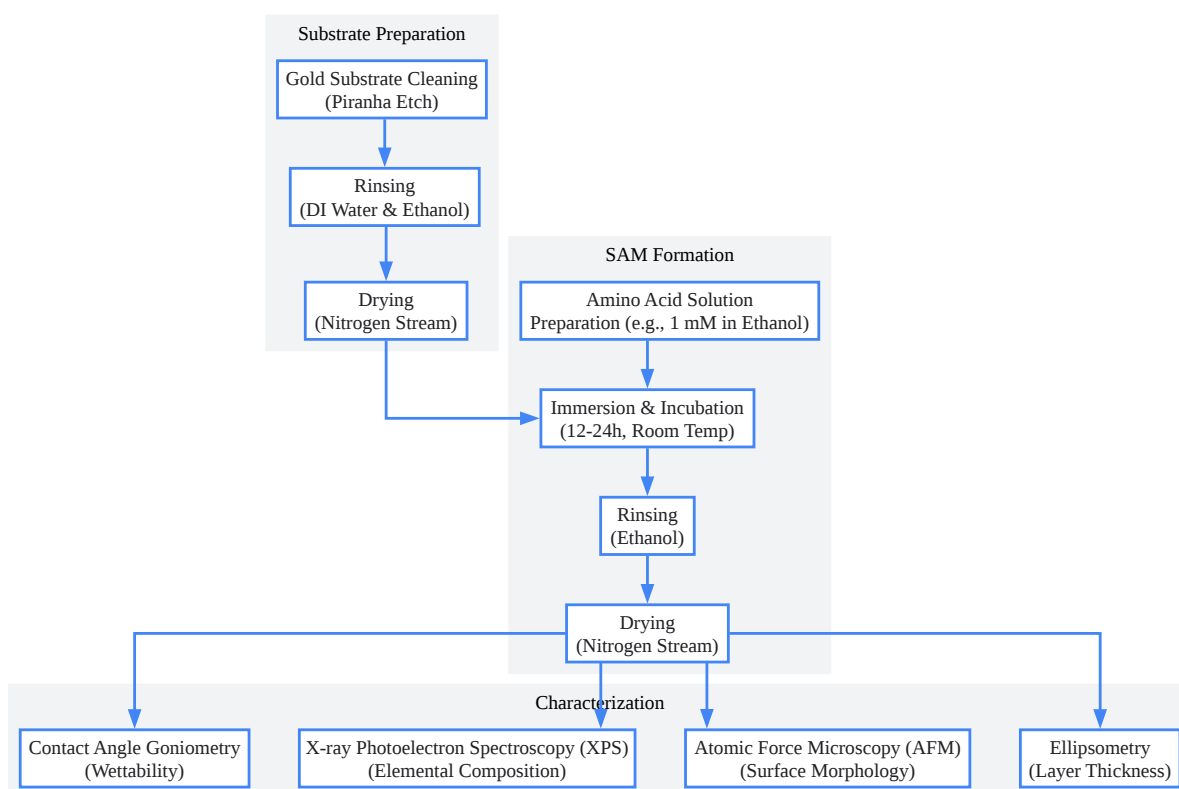 Substrate Preparation
Gold Substrate Cleaning
(Piranha Etch)
Rinsing
(DI Water & Ethanol)
Drying
(Nitrogen Stream)
SAM Formation
Amino Acid Solution
Preparation (e.g., 1 mM in Ethanol)
Immersion & Incubation
(12-24h, Room Temp)
Rinsing
(Ethanol)
Drying
(Nitrogen Stream)
Characterization
Contact Angle Goniometry
(Wettability)
X-ray Photoelectron Spectroscopy (XPS)
(Elemental Composition)
Atomic Force Microscopy (AFM)
(Surface Morphology)
Ellipsometry
(Layer Thickness)